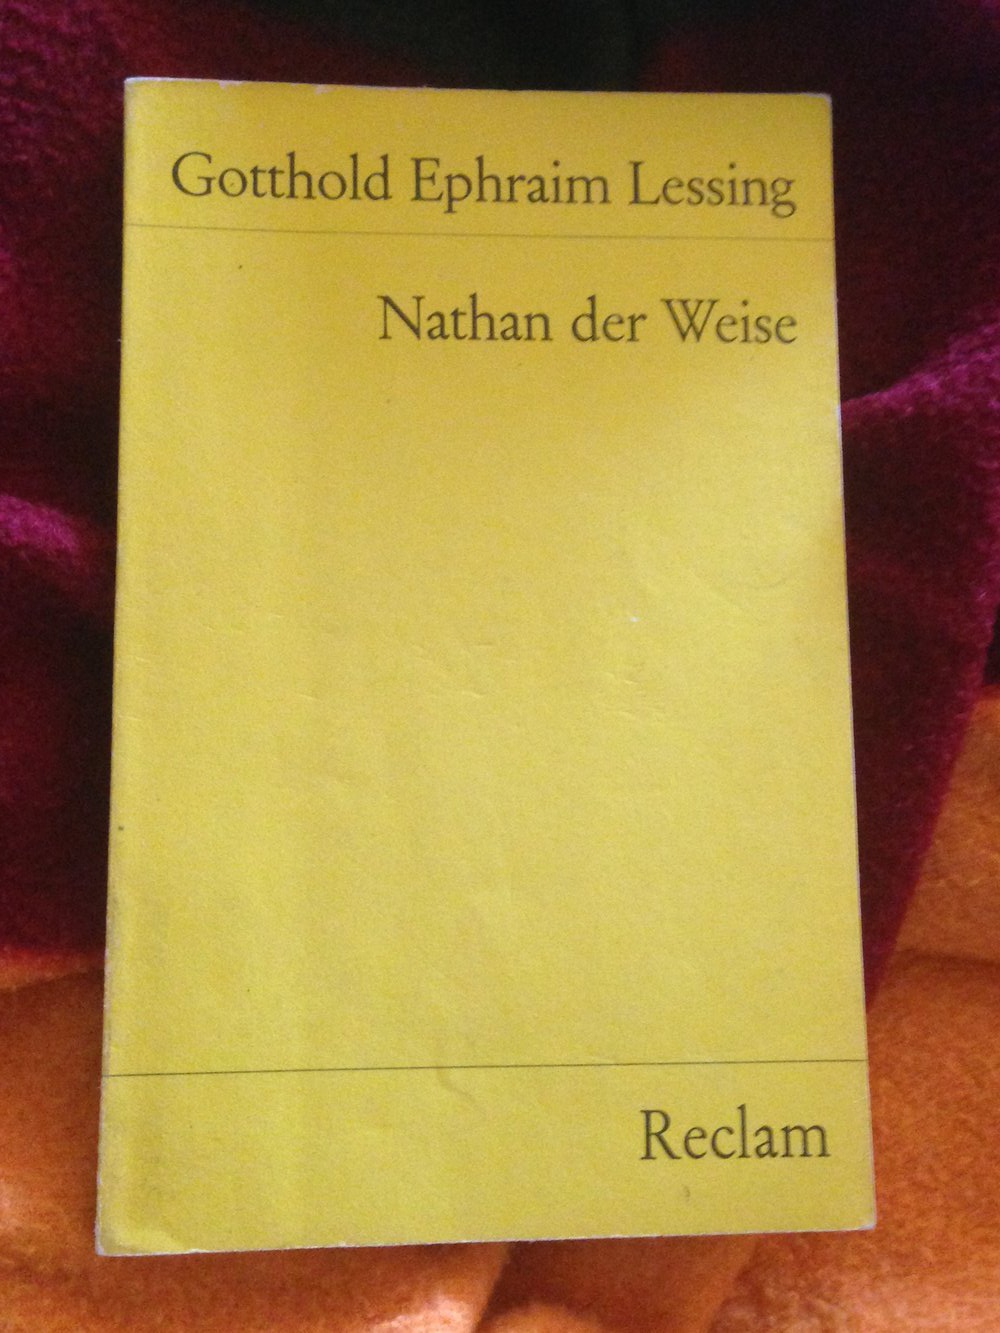 Gotthold Ephraim Lessing
Nathan der Weise
Reclam